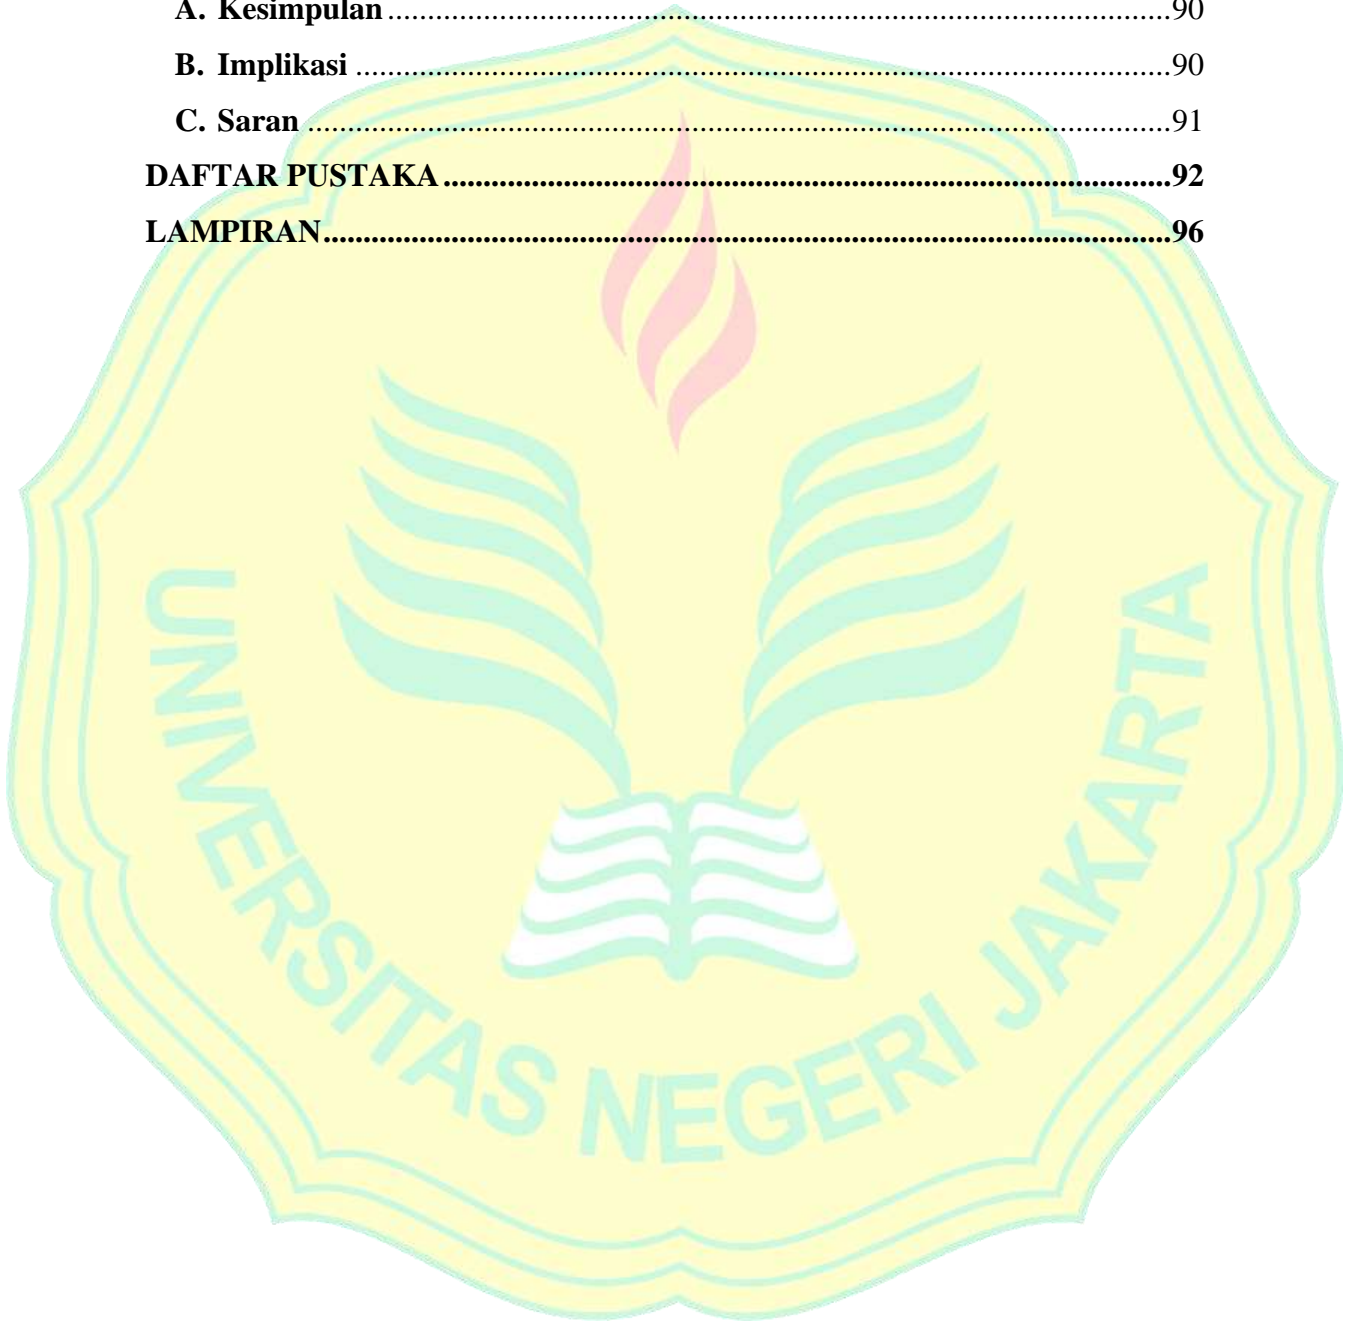 A. Kesimpulan........................................................................................................90
B. Implikasi............................................................................................................90
C. Saran..................................................................................................................91
DAFTAR PUSTAKA...........................................................................................92
LAMPIRAN..........................................................................................................96
UNIVERSITAS NEGERI JAKARTA